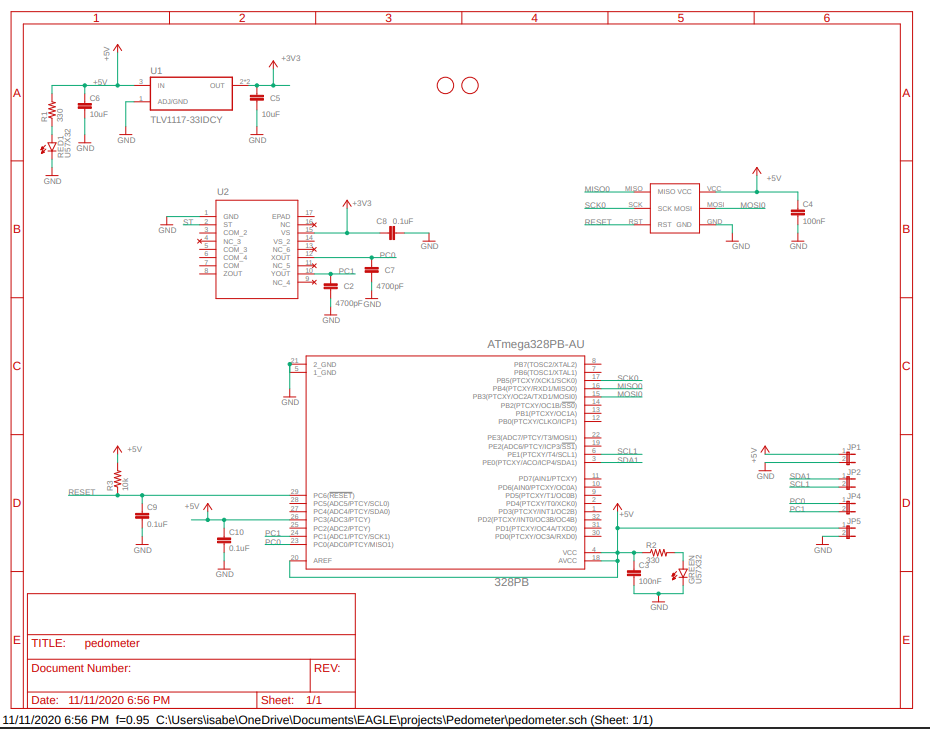 1 2 3 4 5 6
A A
B B
C C
D D
E E
+5V
+5V
R1
330
RED1
U57X32
GND
C6
10uF
GND
U1
3 IN OUT 2*2
1 ADJ/GND
TLV1117-33IDCY
GND
+3V3
C5
10uF
GND
U2
GND
ST
1 GND EPAD 17
2 ST NC 16
3 COM_2 VS 15
4 NC_3 VS_2 14
5 COM_3 NC_6 13
6 COM_4 XOUT 12
7 COM NC_5 11
8 ZOUT YOUT 10
NC_4 9
+3V3
C8 0.1uF
GND
PC0
C7
4700pF
GND
PC1
C2
4700pF
GND
MISO0 MISO MISO VCC VCC
SCK0 SCK SCK MOSI MOSI MOSI0
RESET RST RST GND GND
+5V
C4
100nF
GND
GND
ATmega328PB-AU
21 2_GND PB7(TOSC2/XTAL2) 8
5 1_GND PB6(TOSC1/XTAL1) 7
PB5(PTCXY/XCK1/SCK0) 17 SCK0
PB4(PTCXY/RXD1/MISO0) 16 MISO0
PB3(PTCXY/OC2A/TXD1/MOSI0) 15 MOSI0
PB2(PTCXY/OC1B/SS0) 14
PB1(PTCXY/OC1A) 13
PB0(PTCXY/CLKO/ICP1) 12
GND
PE3(ADC7/PTCY/T3/MOSI1) 22
PE2(ADC6/PTCY/ICP3/SS1) 19
PE1(PTCY/T4/SCL1) 6 SCL1
PE0(PTCXY/ACO/ICP4/SDA1) 3 SDA1
PD7(AIN1/PTCXY) 11
PD6(AIN0/PTCXY/OC0A) 10
PD5(PTCXY/T1/OC0B) 9
PD4(PTCXY/T0/XCK0) 2
PD3(PTCXY/INT1/OC2B) 1
PD2(PTCXY/INT0/OC3B/OC4B) 32
PD1(PTCXY/OC4A/TXD0) 31
PD0(PTCXY/OC3A/RXD0) 30
VCC 4
AVCC 18
29 PC6(RESET)
28 PC5(ADC5/PTCXY/SCL0)
27 PC4(ADC4/PTCY/SDA0)
26 PC3(ADC3/PTCY)
25 PC2(ADC2/PTCY)
PC1 24 PC1(ADC1/PTCY/SCK1)
PC0 23 PC0(ADC0/PTCY/MISO1)
20 AREF
328PB
+5V
R3
10k
RESET
C9
0.1uF
GND
+5V
C10
0.1uF
GND
+5V
R2
330
C3
100nF
GREEN
U57X32
GND
+5V
GND
JP1
1
2
JP2
SDA1 1
SCL1 2
JP4
PC0 1
PC1 2
JP5
1
2
GND
TITLE: pedometer
Document Number: REV:
Date: 11/11/2020 6:56 PM Sheet: 1/1
11/11/2020 6:56 PM f=0.95 C:\Users\isabe\OneDrive\Documents\EAGLE\projects\Pedometer\pedometer.sch (Sheet: 1/1)